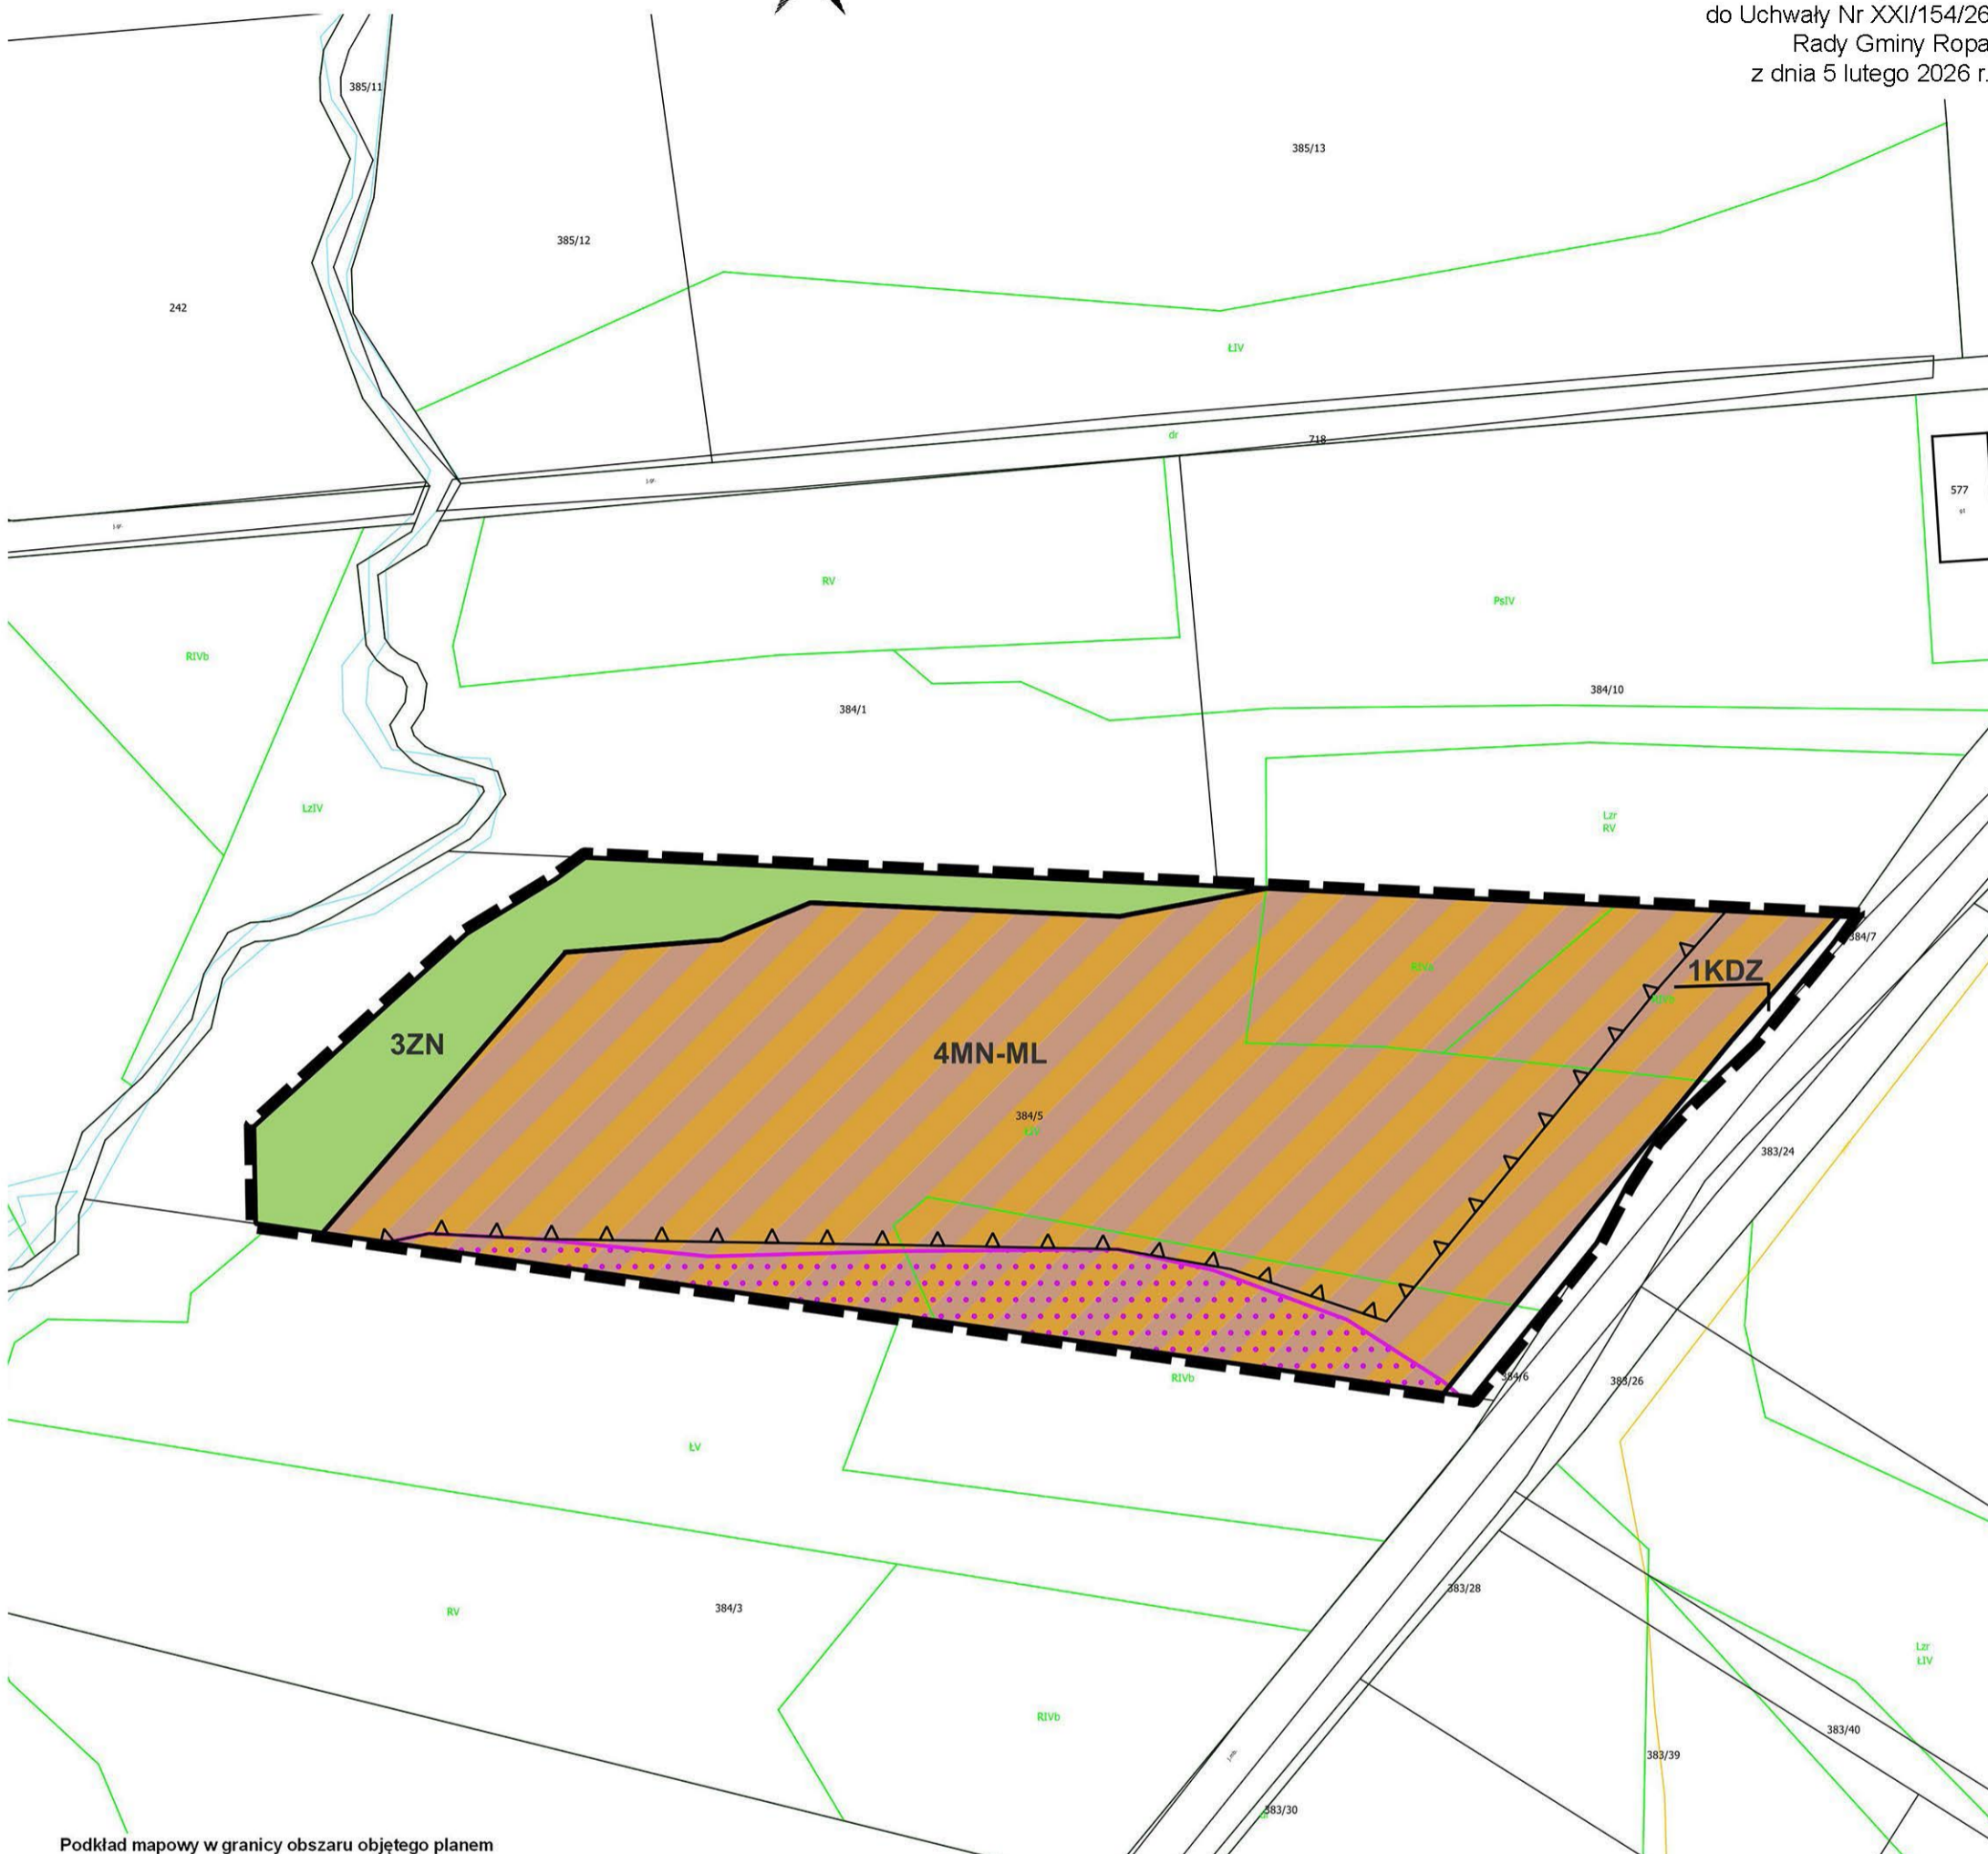 do Uchwały Nr XXI/154/26
Rady Gminy Ropa
z dnia 5 lutego 2026 r.
385/11
385/13
385/12
242
ŁIV
dr
718
577
RV
PsIV
RIVb
384/10
384/1
LzIV
Lzr
RV
384/7
RIVa
1KDZ
RIVb
3ZN
4MN-ML
384/5
ŁIV
383/24
RIVb
384/6
383/26
ŁV
383/28
RV
384/3
Lzr
ŁIV
RIVb
383/40
383/39
383/30
Podkład mapowy w granicy obszaru objętego planem